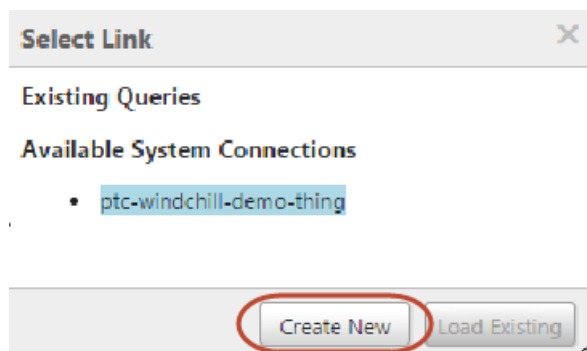 Select Link
Existing Queries
Available System Connections
• ptc-windchill-demo-thing
Create New
Load Existing